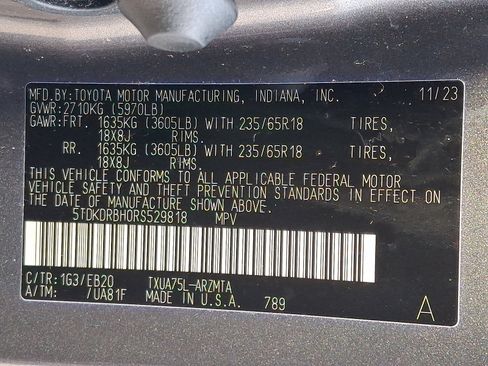 MFD.BY:TOYOTA MOTOR MANUFACTURING, INDIANA, INC. 11/23
GVWR:2710KG (5970LB)
GAWR:FRT. 1635KG (3605LB) WITH 235/65R18 TIRES,
18X8J RIMS.
RR. 1635KG (3605LB) WITH 235/65R18 TIRES,
18X8J RIMS.
THIS VEHICLE CONFORMS TO ALL APPLICABLE FEDERAL MOTOR
VEHICLE SAFETY AND THEFT PREVENTION STANDARDS IN EFFECT ON
THE DATE OF MANUFACTURE SHOWN ABOVE.
5TDKDRBH0RS529818 MPV
C/TR: 1G3/EB20 TXUA75L-ARZMTA
A/TM: /UA81F MADE IN U.S.A. 789 A